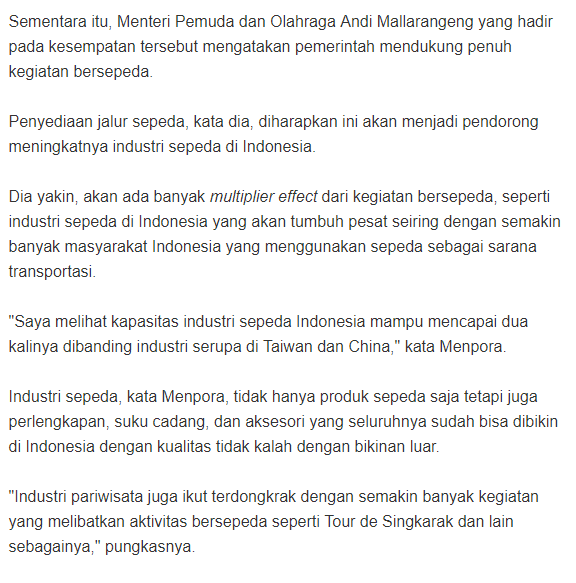 Sementara itu, Menteri Pemuda dan Olahraga Andi Mallarangeng yang hadir
pada kesempatan tersebut mengatakan pemerintah mendukung penuh
kegiatan bersepeda.
Penyediaan jalur sepeda, kata dia, diharapkan ini akan menjadi pendorong
meningkatnya industri sepeda di Indonesia.
Dia yakin, akan ada banyak multiplier effect dari kegiatan bersepeda, seperti
industri sepeda di Indonesia yang akan tumbuh pesat seiring dengan semakin
banyak masyarakat Indonesia yang menggunakan sepeda sebagai sarana
transportasi.
"Saya melihat kapasitas industri sepeda Indonesia mampu mencapai dua
kalinya dibanding industri serupa di Taiwan dan China," kata Menpora.
Industri sepeda, kata Menpora, tidak hanya produk sepeda saja tetapi juga
perlengkapan, suku cadang, dan aksesori yang seluruhnya sudah bisa dibikin
di Indonesia dengan kualitas tidak kalah dengan bikinan luar.
"Industri pariwisata juga ikut terdongkrak dengan semakin banyak kegiatan
yang melibatkan aktivitas bersepeda seperti Tour de Singkarak dan lain
sebagainya," pungkasnya.